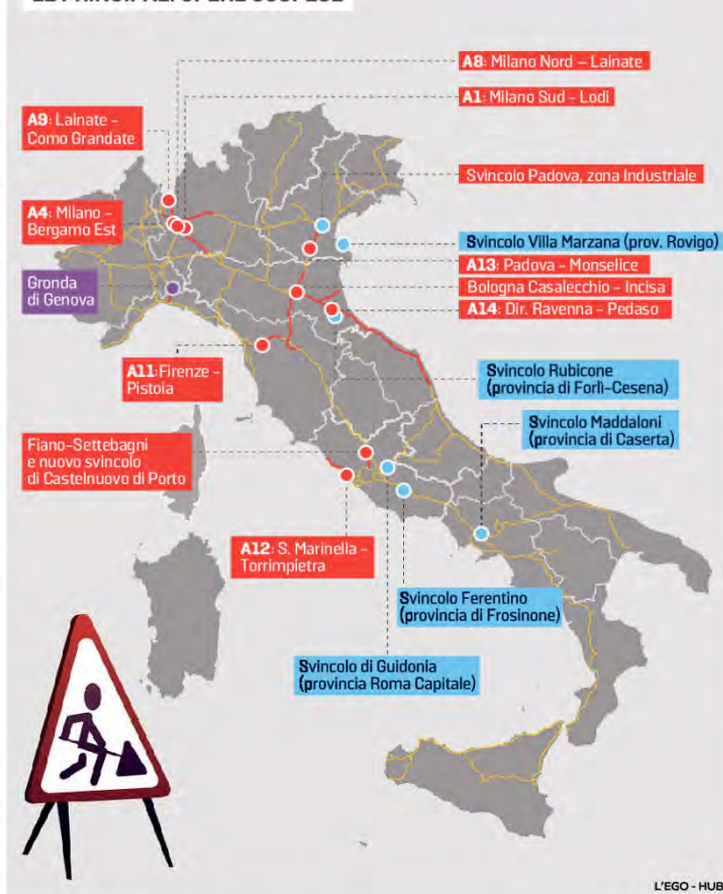 LE PRINCIPALI OPERE SOSPESE
A8: Milano Nord – Lainate
A1: Milano Sud - Lodi
A9: Lainate -
Como Grandate
Svincolo Padova, zona Industriale
A4: Milano -
Bergamo Est
Svincolo Villa Marzana (prov. Rovigo)
A13: Padova - Monselice
Gronda
di Genova
Bologna Casalecchio - Incisa
A14: Dir. Ravenna - Pedaso
A11: Firenze -
Pistoia
Svincolo Rubicone
(provincia di Forlì-Cesena)
Svincolo Maddaloni
(provincia di Caserta)
Fiano-Settebagni
e nuovo svincolo
di Castelnuovo di Porto
A12: S. Marinella -
Torrimpietra
Svincolo Ferentino
(provincia di Frosinone)
Svincolo di Guidonia
(provincia Roma Capitale)
L'EGO - HUB